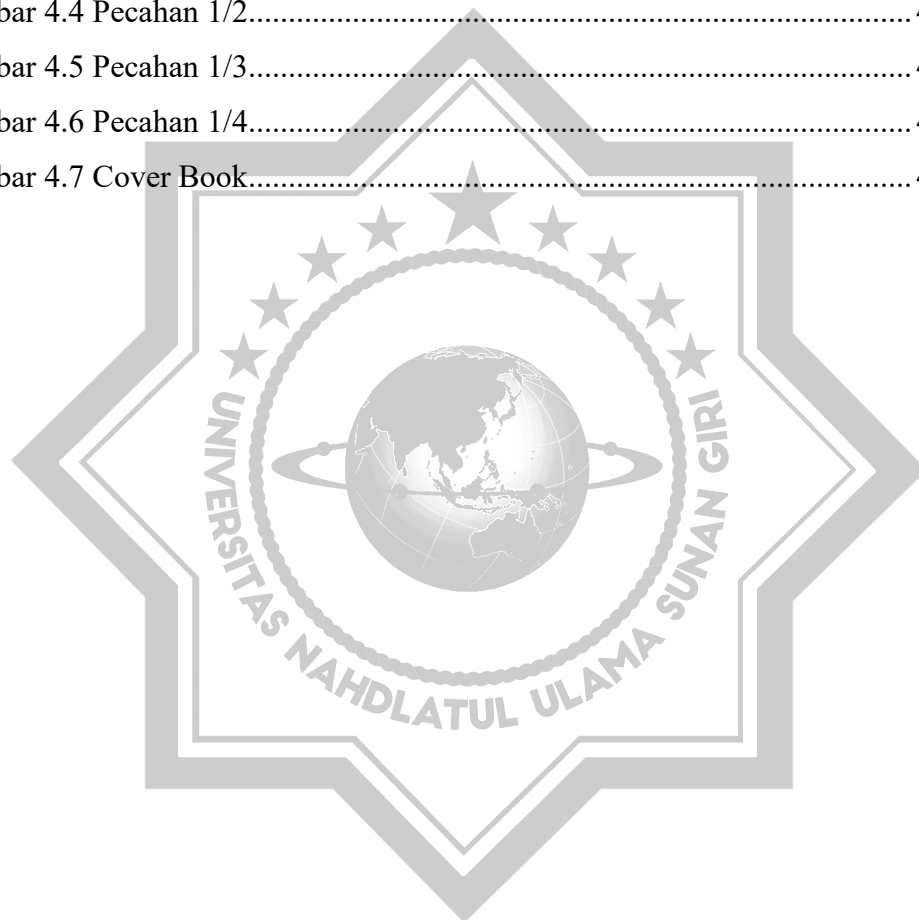 bar 4.4 Pecahan 1/2
bar 4.5 Pecahan 1/3
bar 4.6 Pecahan 1/4
bar 4.7 Cover Book
UNIVERSITAS NAHDLATUL ULAMA SUNAN GIRI